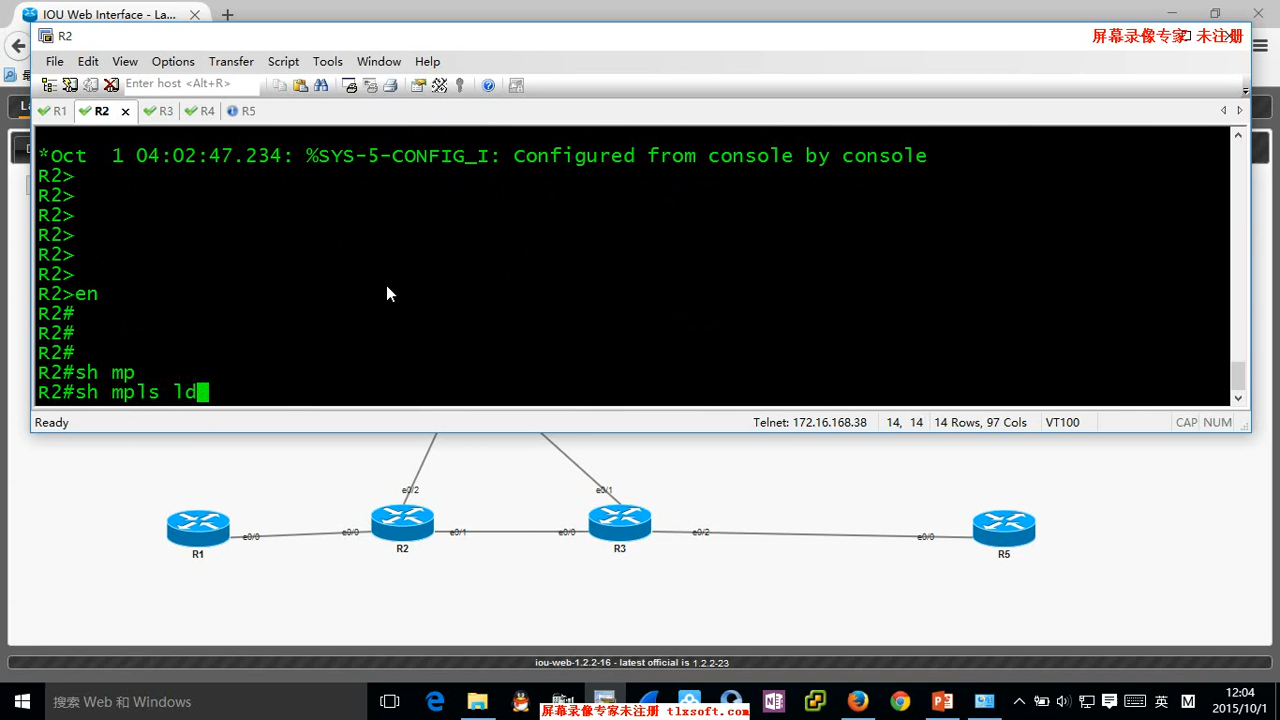 IOU Web Interface - La...
R2
屏幕录像专家 未注册
File Edit View Options Transfer Script Tools Window Help
Enter host <Alt+R>
R1 R2 R3 R4 R5
*Oct  1 04:02:47.234: %SYS-5-CONFIG_I: Configured from console by console
R2>
R2>
R2>
R2>
R2>
R2>
R2>en
R2#
R2#
R2#
R2#sh mp
R2#sh mpls ld
Ready Telnet: 172.16.168.38 14, 14 14 Rows, 97 Cols VT100 CAP NUM
e0/2 e0/1
e0/0 e0/0 e0/1 e0/0 e0/2 e0/0
R1 R2 R3 R5
iou-web-1.2.2-16 - latest official is 1.2.2-23
搜索 Web 和 Windows
英 M
12:04
2015/10/1
屏幕录像专家未注册 tlxsoft.com